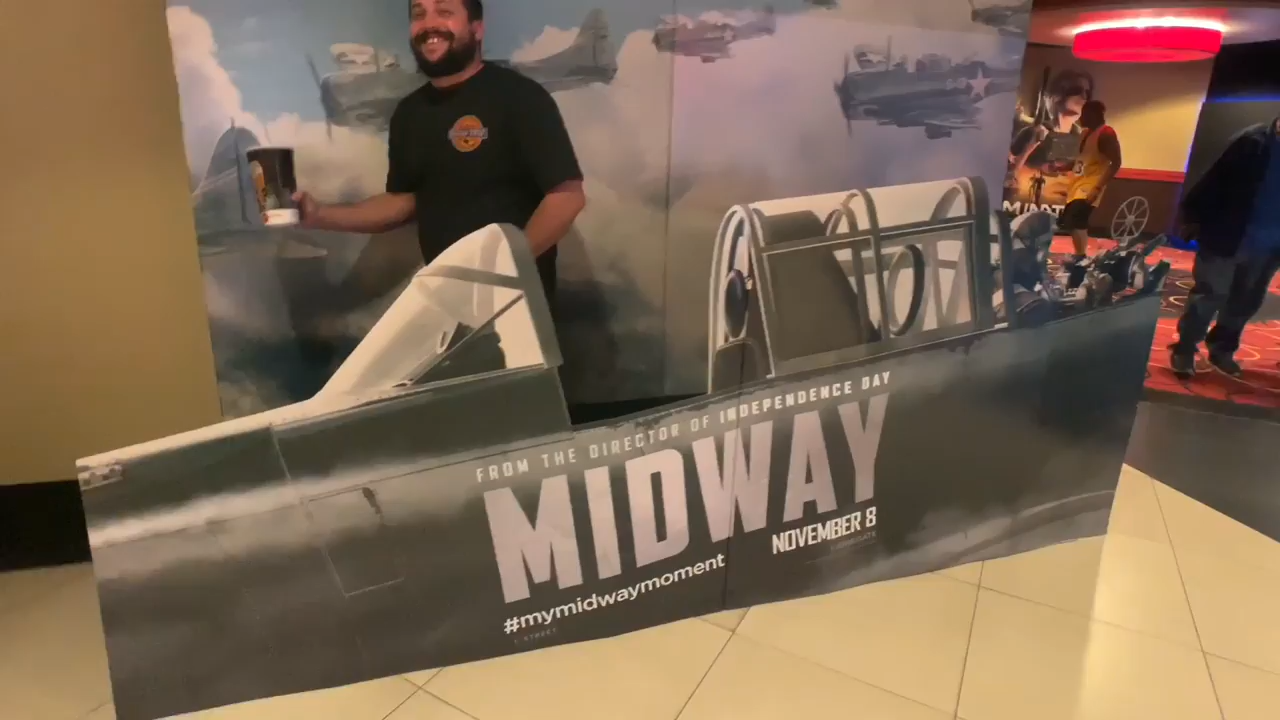 FROM THE DIRECTOR OF INDEPENDENCE DAY
MIDWAY
NOVEMBER 8
#mymidwaymoment